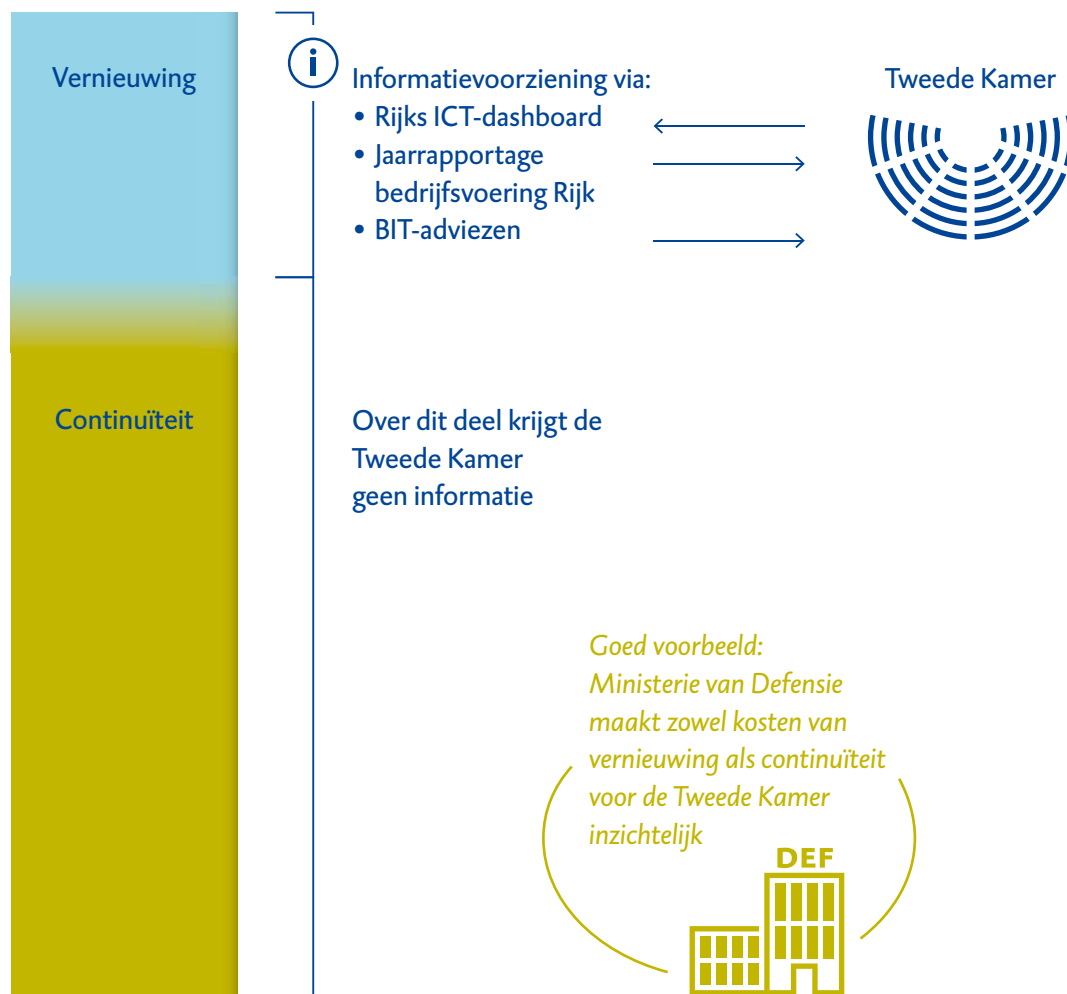 Vernieuwing
i
Informatievoorziening via:
• Rijks ICT-dashboard
• Jaarrapportage
bedrijfsvoering Rijk
• BIT-adviezen
Tweede Kamer
Continuïteit
Over dit deel krijgt de
Tweede Kamer
geen informatie
Goed voorbeeld:
Ministerie van Defensie
maakt zowel kosten van
vernieuwing als continuïteit
voor de Tweede Kamer
inzichtelijk
DEF